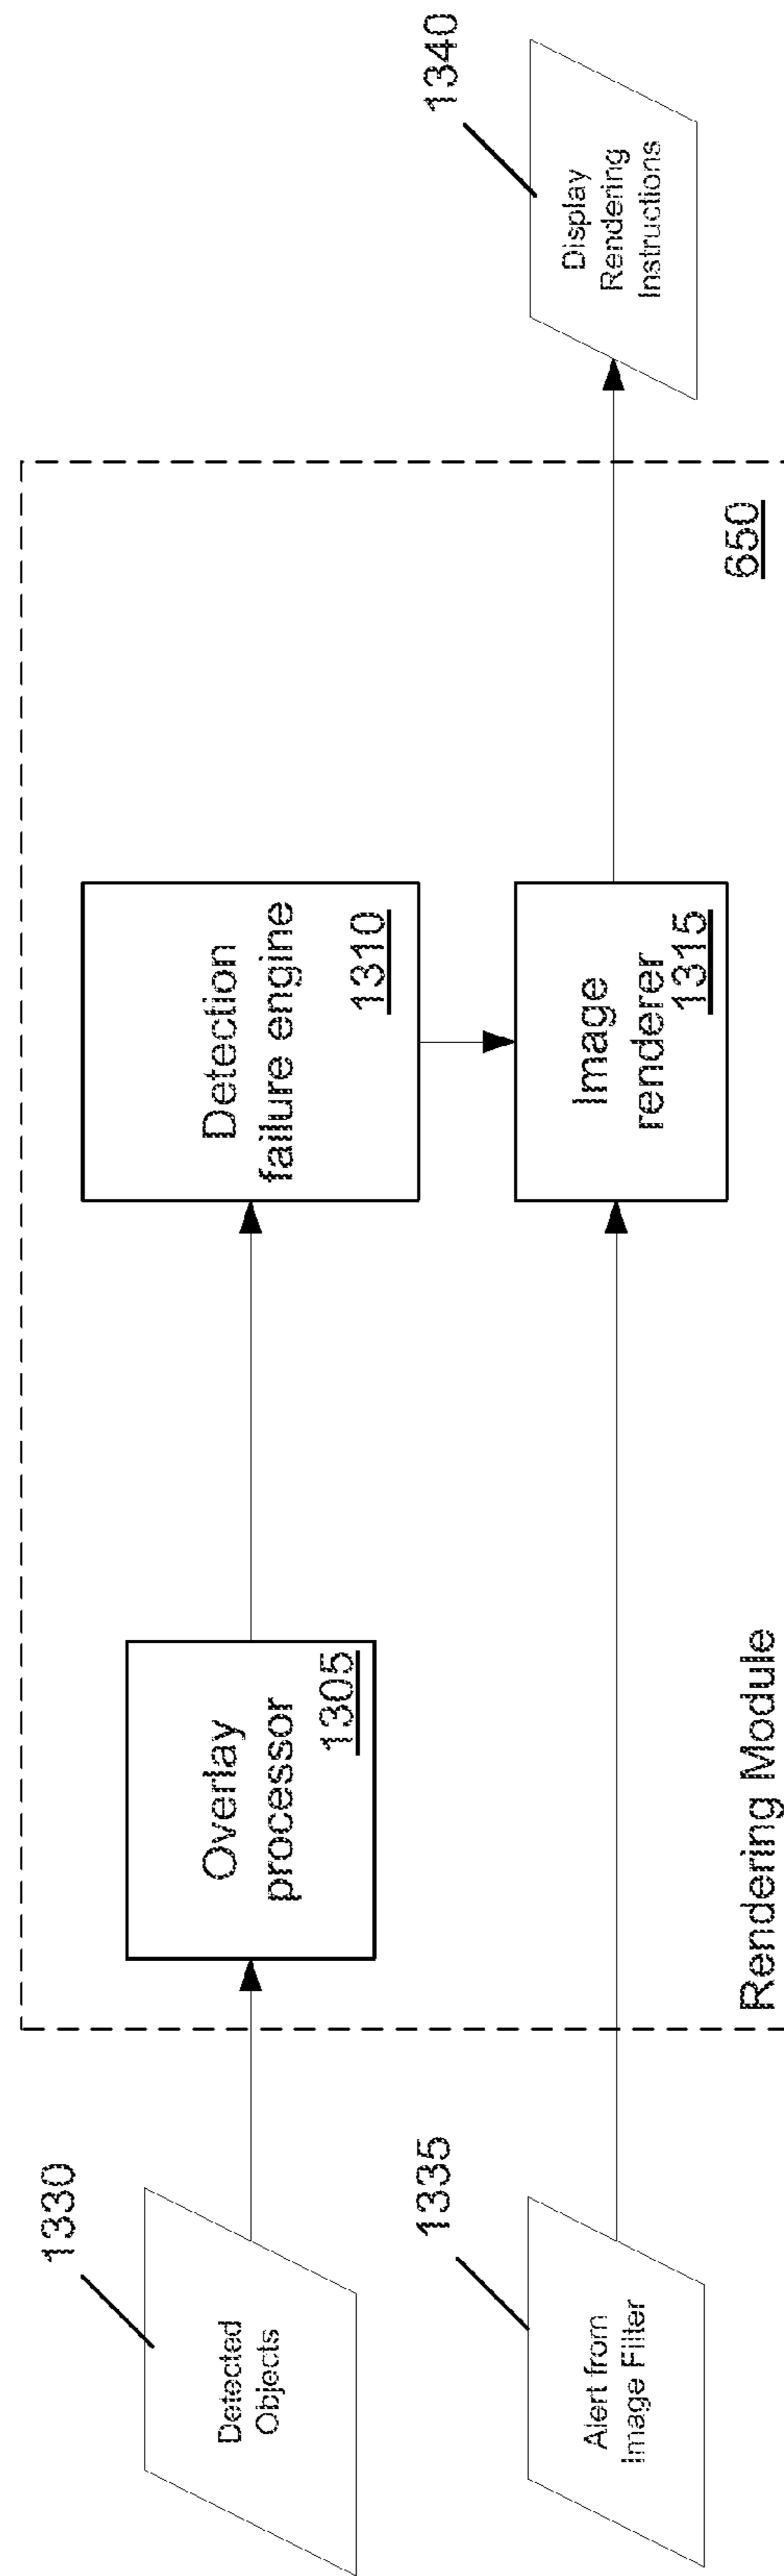 1330
Detected
Objects
1335
Alert from
Image Filter
Overlay
processor
1305
Detection
failure engine
1310
Image
renderer
1315
Rendering Module
650
1340
Display
Rendering
Instructions